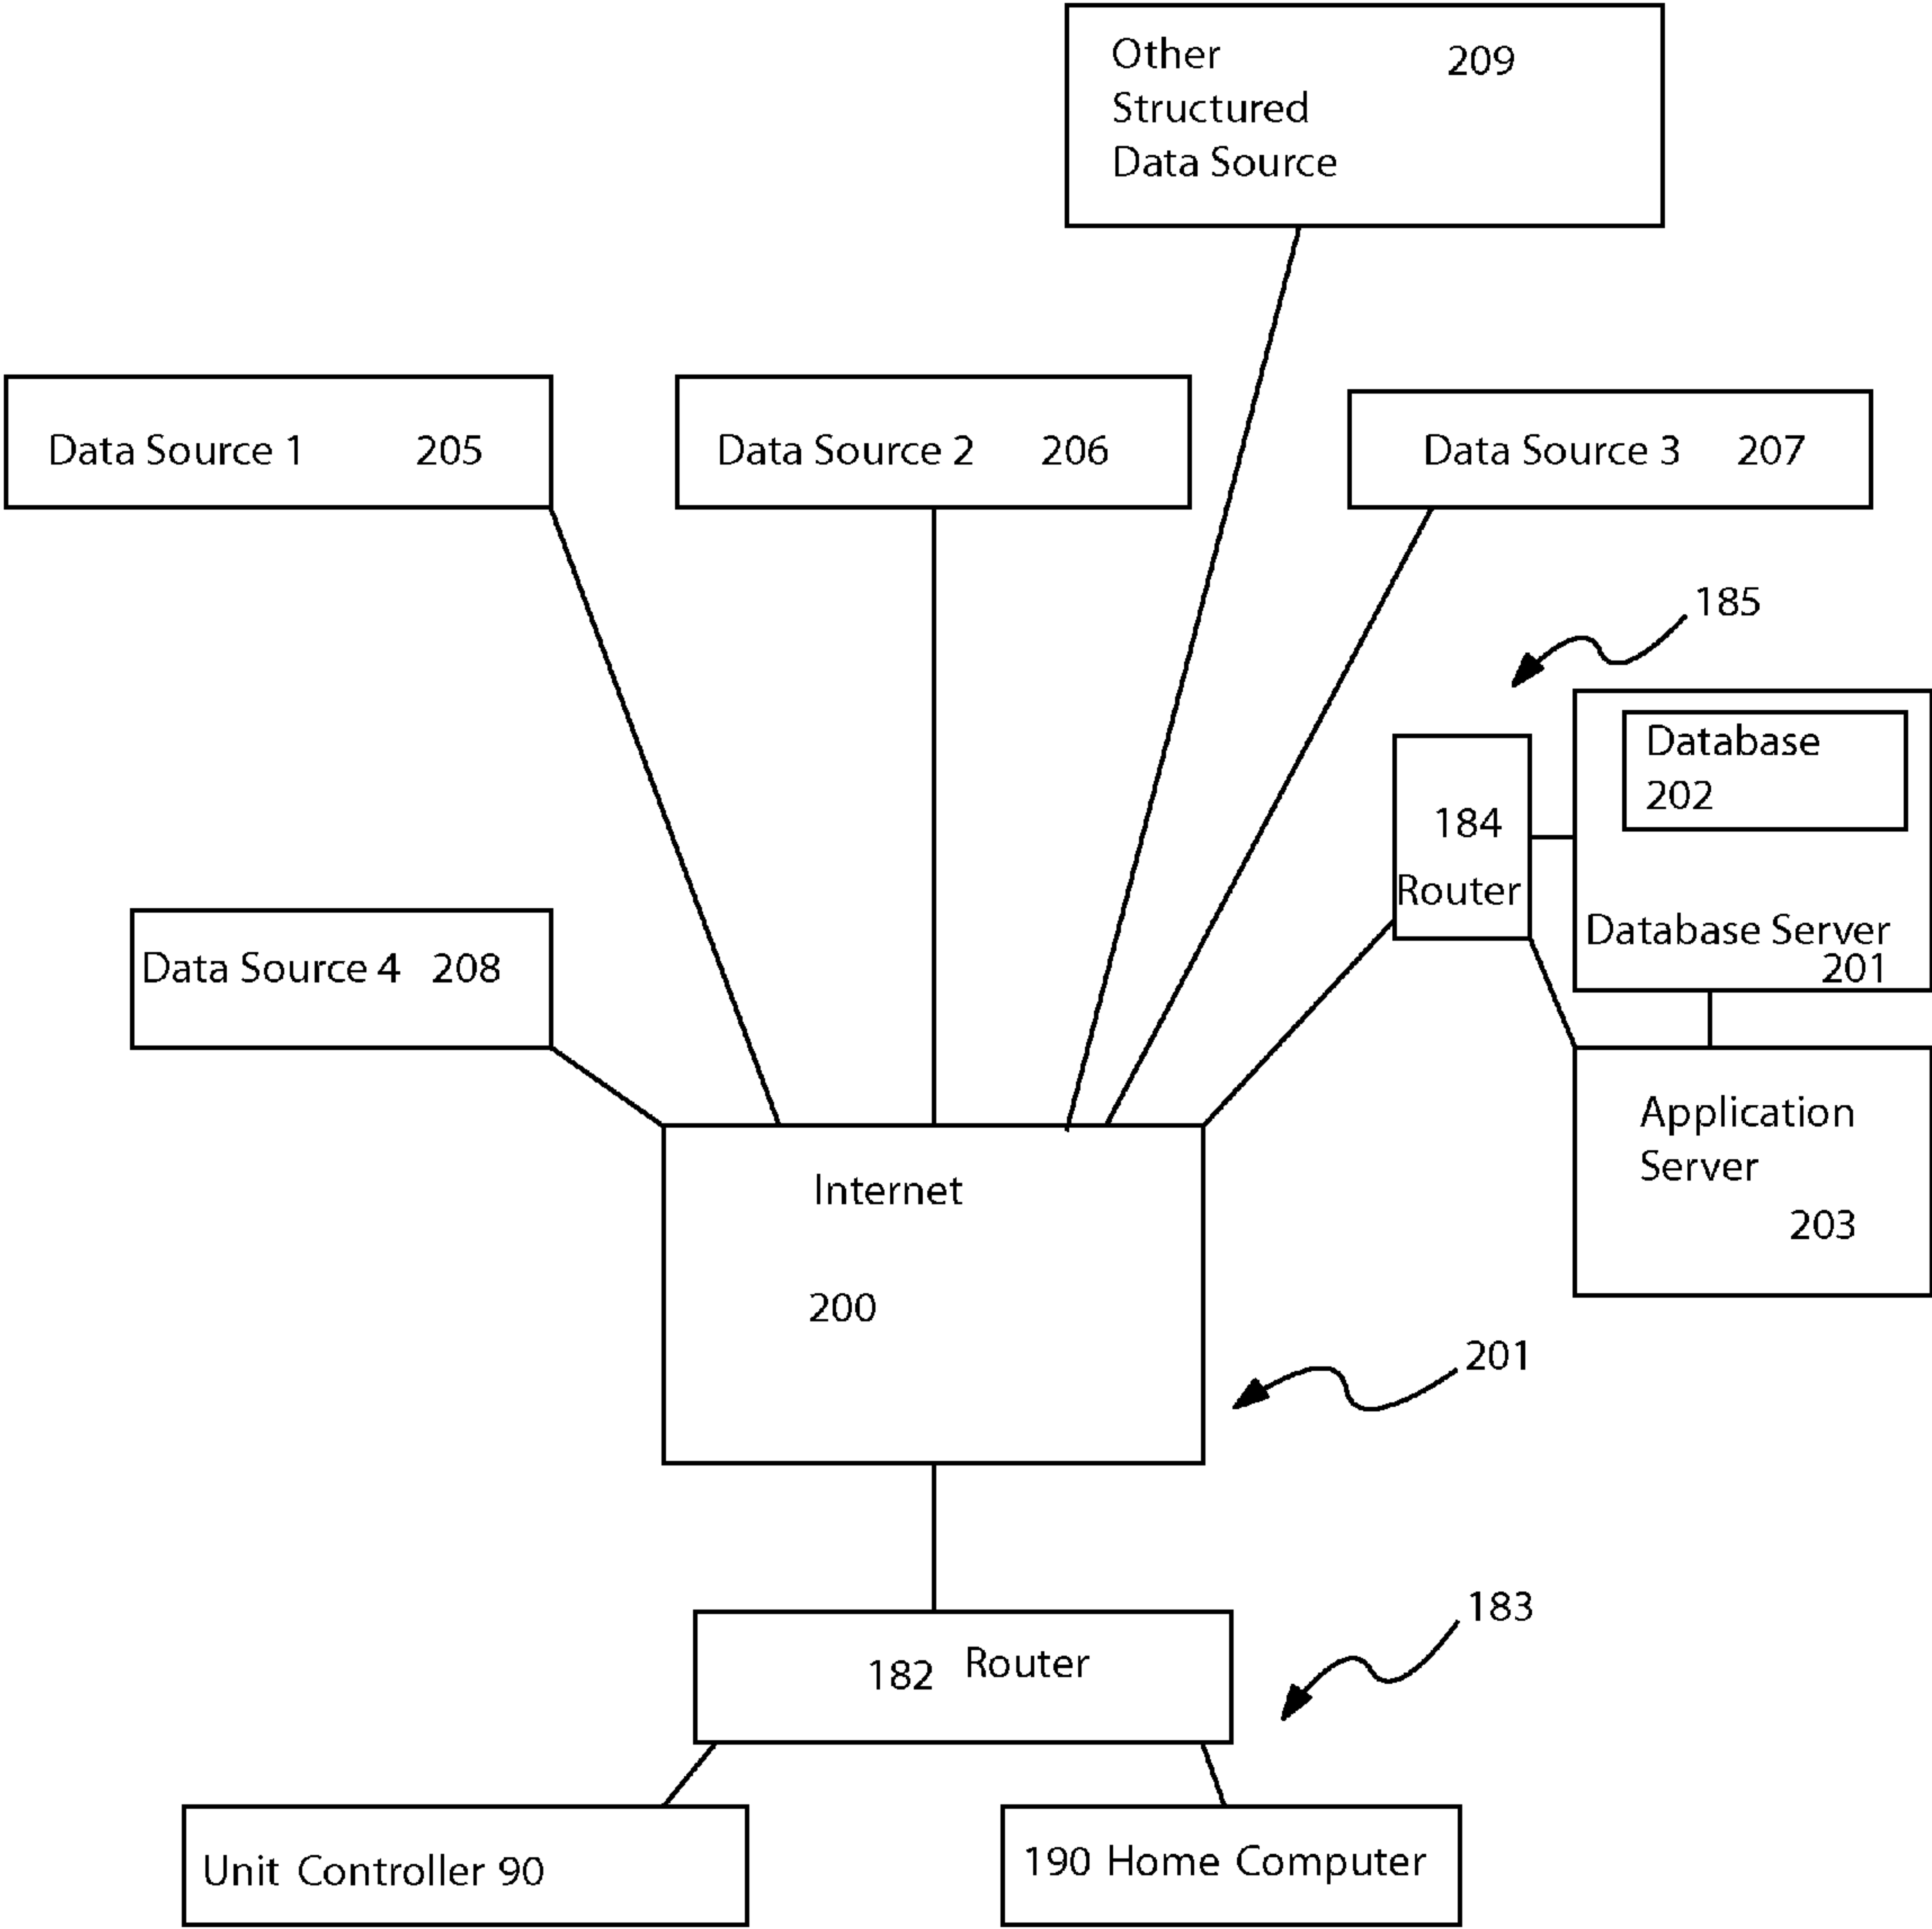 Other 209
Structured
Data Source
Data Source 1 205
Data Source 2 206
Data Source 3 207
185
Database
202
184
Router
Database Server
201
Data Source 4 208
Application
Server
203
Internet
200
201
183
182 Router
Unit Controller 90
190 Home Computer